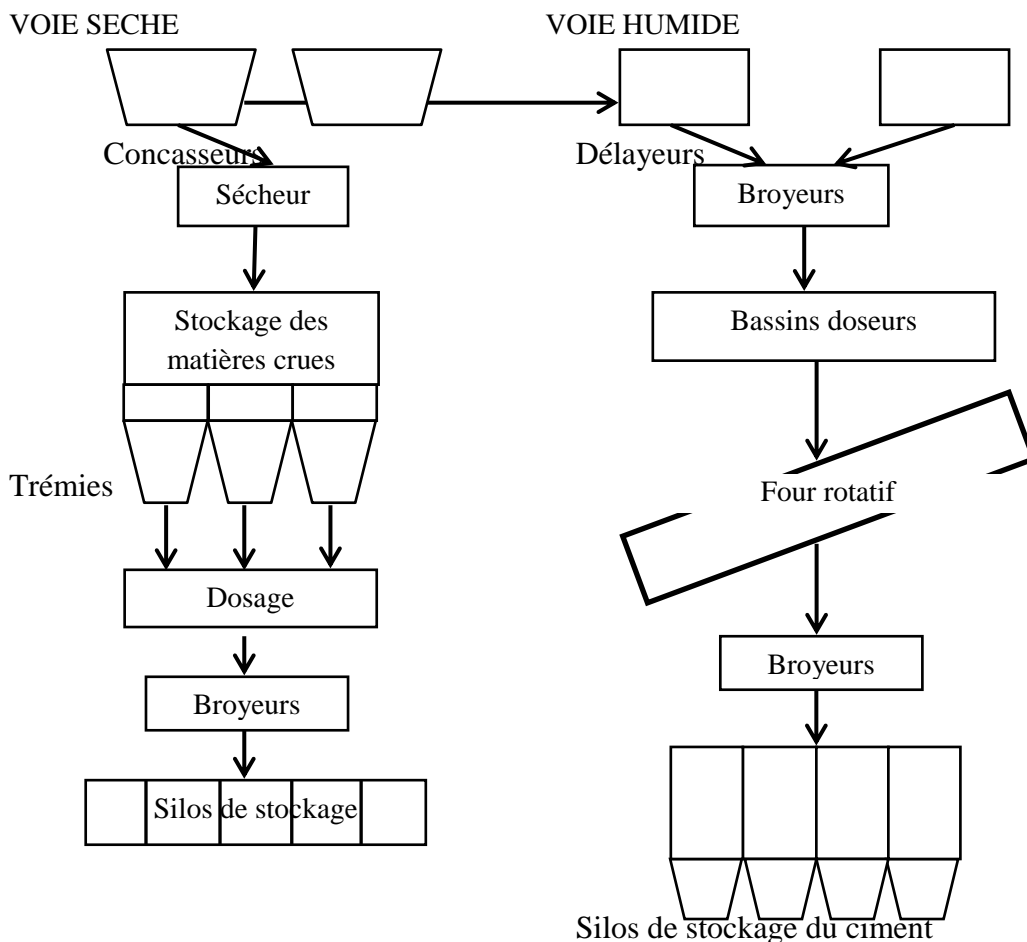 VOIE SECHE
VOIE HUMIDE
Concasseurs
Délayeurs
Sécheur
Broyeurs
Stockage des
matières crues
Bassins doseurs
Trémies
Four rotatif
Dosage
Broyeurs
Broyeurs
Silos de stockage
Silos de stockage du ciment